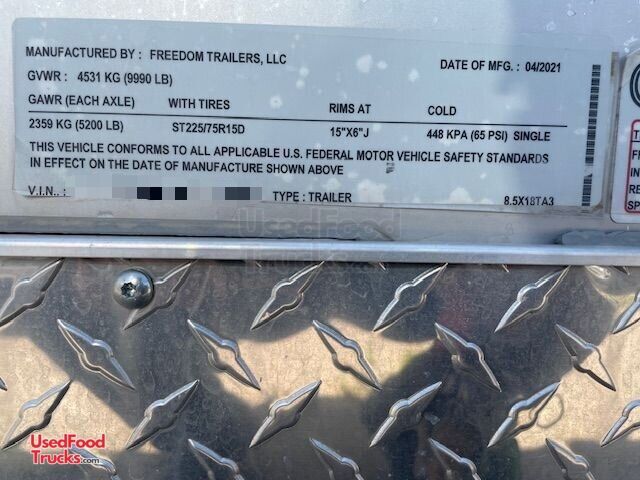 MANUFACTURED BY : FREEDOM TRAILERS, LLC
GVWR : 4531 KG (9990 LB) DATE OF MFG. : 04/2021
GAWR (EACH AXLE) WITH TIRES RIMS AT COLD
2359 KG (5200 LB) ST225/75R15D 15"X6"J 448 KPA (65 PSI) SINGLE
THIS VEHICLE CONFORMS TO ALL APPLICABLE U.S. FEDERAL MOTOR VEHICLE SAFETY STANDARDS
IN EFFECT ON THE DATE OF MANUFACTURE SHOWN ABOVE
V.I.N.. : TYPE : TRAILER 8.5X18TA3
UsedFood
Trucks
UsedFood
Trucks.com